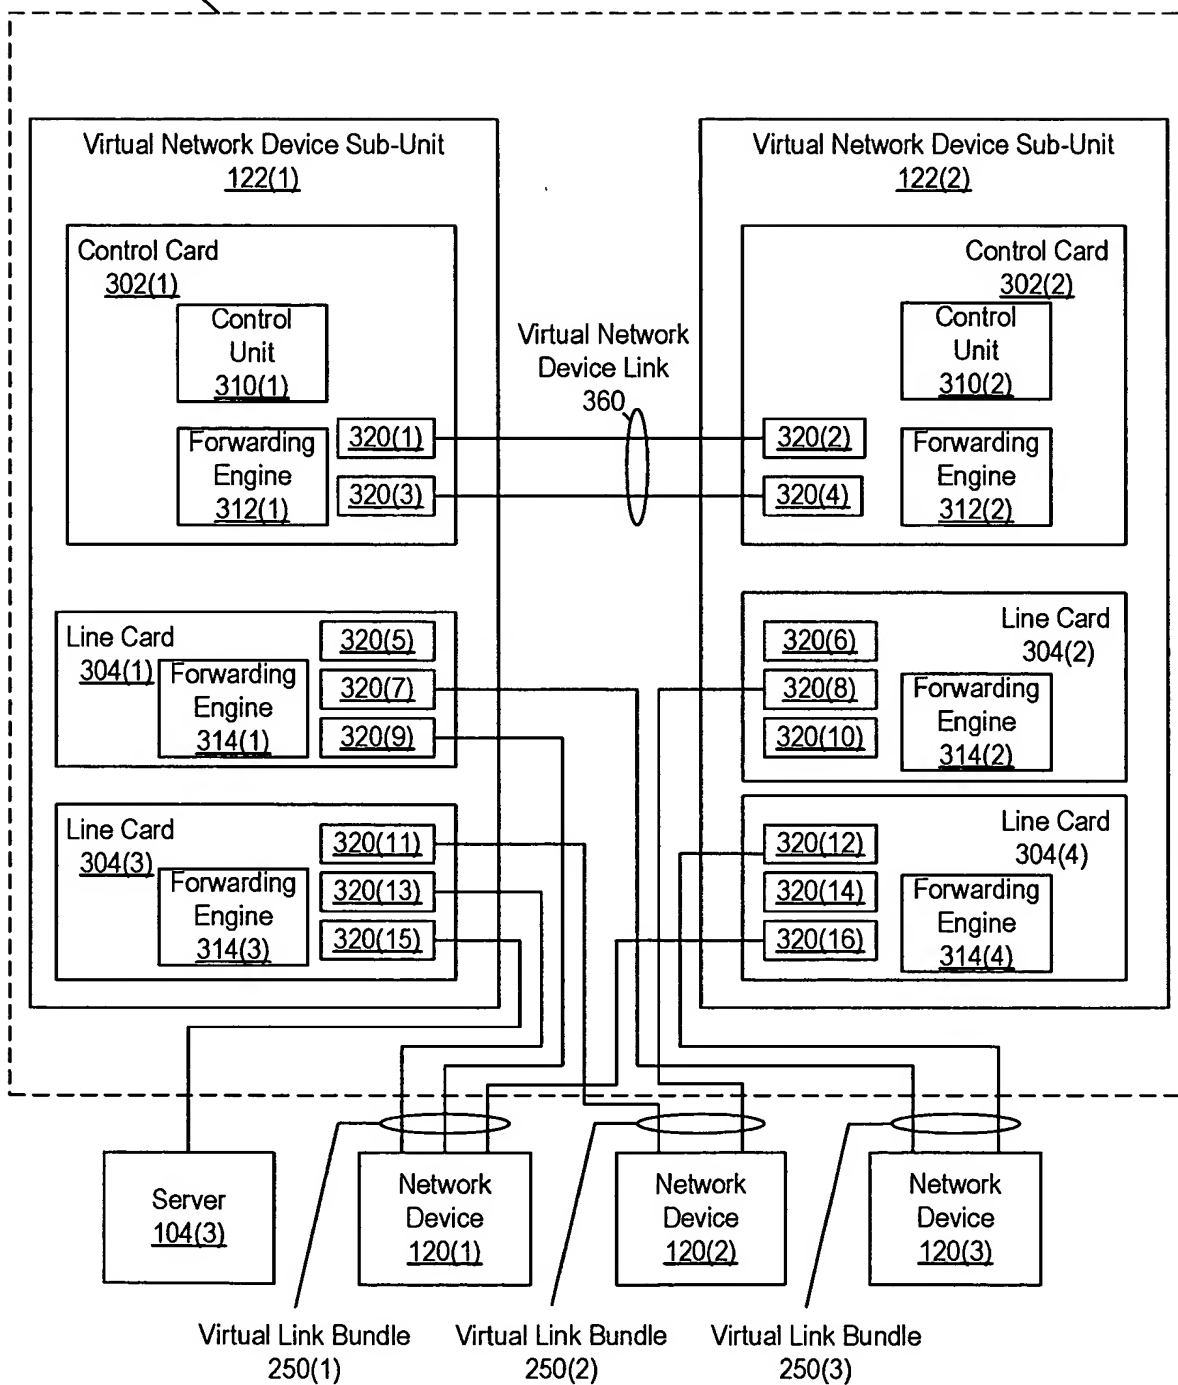 Virtual Network Device Sub-Unit
122(1)
Control Card
302(1)
Control
Unit
310(1)
Forwarding
Engine
312(1)
320(1)
320(3)
Line Card
304(1)
Forwarding
Engine
314(1)
320(5)
320(7)
320(9)
Line Card
304(3)
Forwarding
Engine
314(3)
320(11)
320(13)
320(15)
Virtual Network
Device Link
360
Virtual Network Device Sub-Unit
122(2)
Control Card
302(2)
Control
Unit
310(2)
320(2)
320(4)
Forwarding
Engine
312(2)
Line Card
304(2)
320(6)
320(8)
320(10)
Forwarding
Engine
314(2)
Line Card
304(4)
320(12)
320(14)
320(16)
Forwarding
Engine
314(4)
Server
104(3)
Network
Device
120(1)
Network
Device
120(2)
Network
Device
120(3)
Virtual Link Bundle
250(1)
Virtual Link Bundle
250(2)
Virtual Link Bundle
250(3)